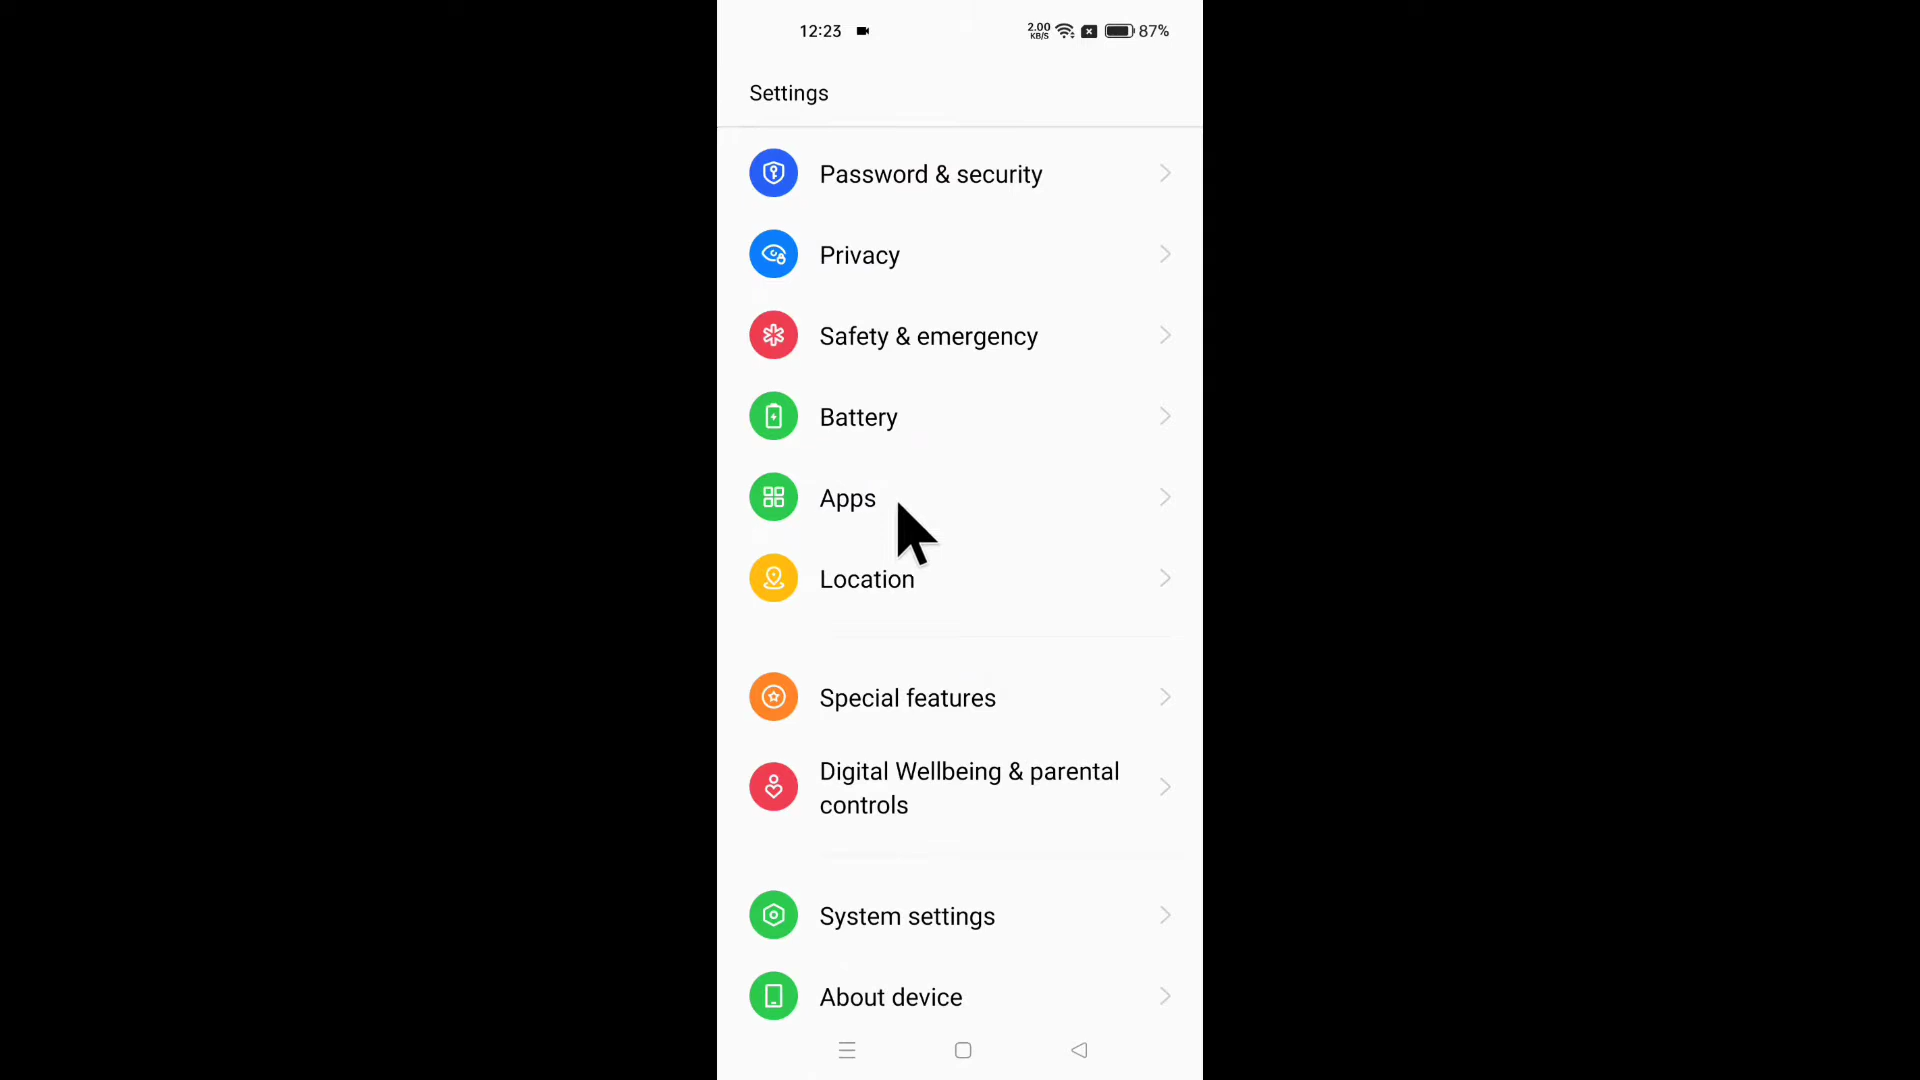 12:23
2.00
KB/S
87%
Settings
Password & security
Privacy
Safety & emergency
Battery
Apps
Location
Special features
Digital Wellbeing & parental
controls
System settings
About device